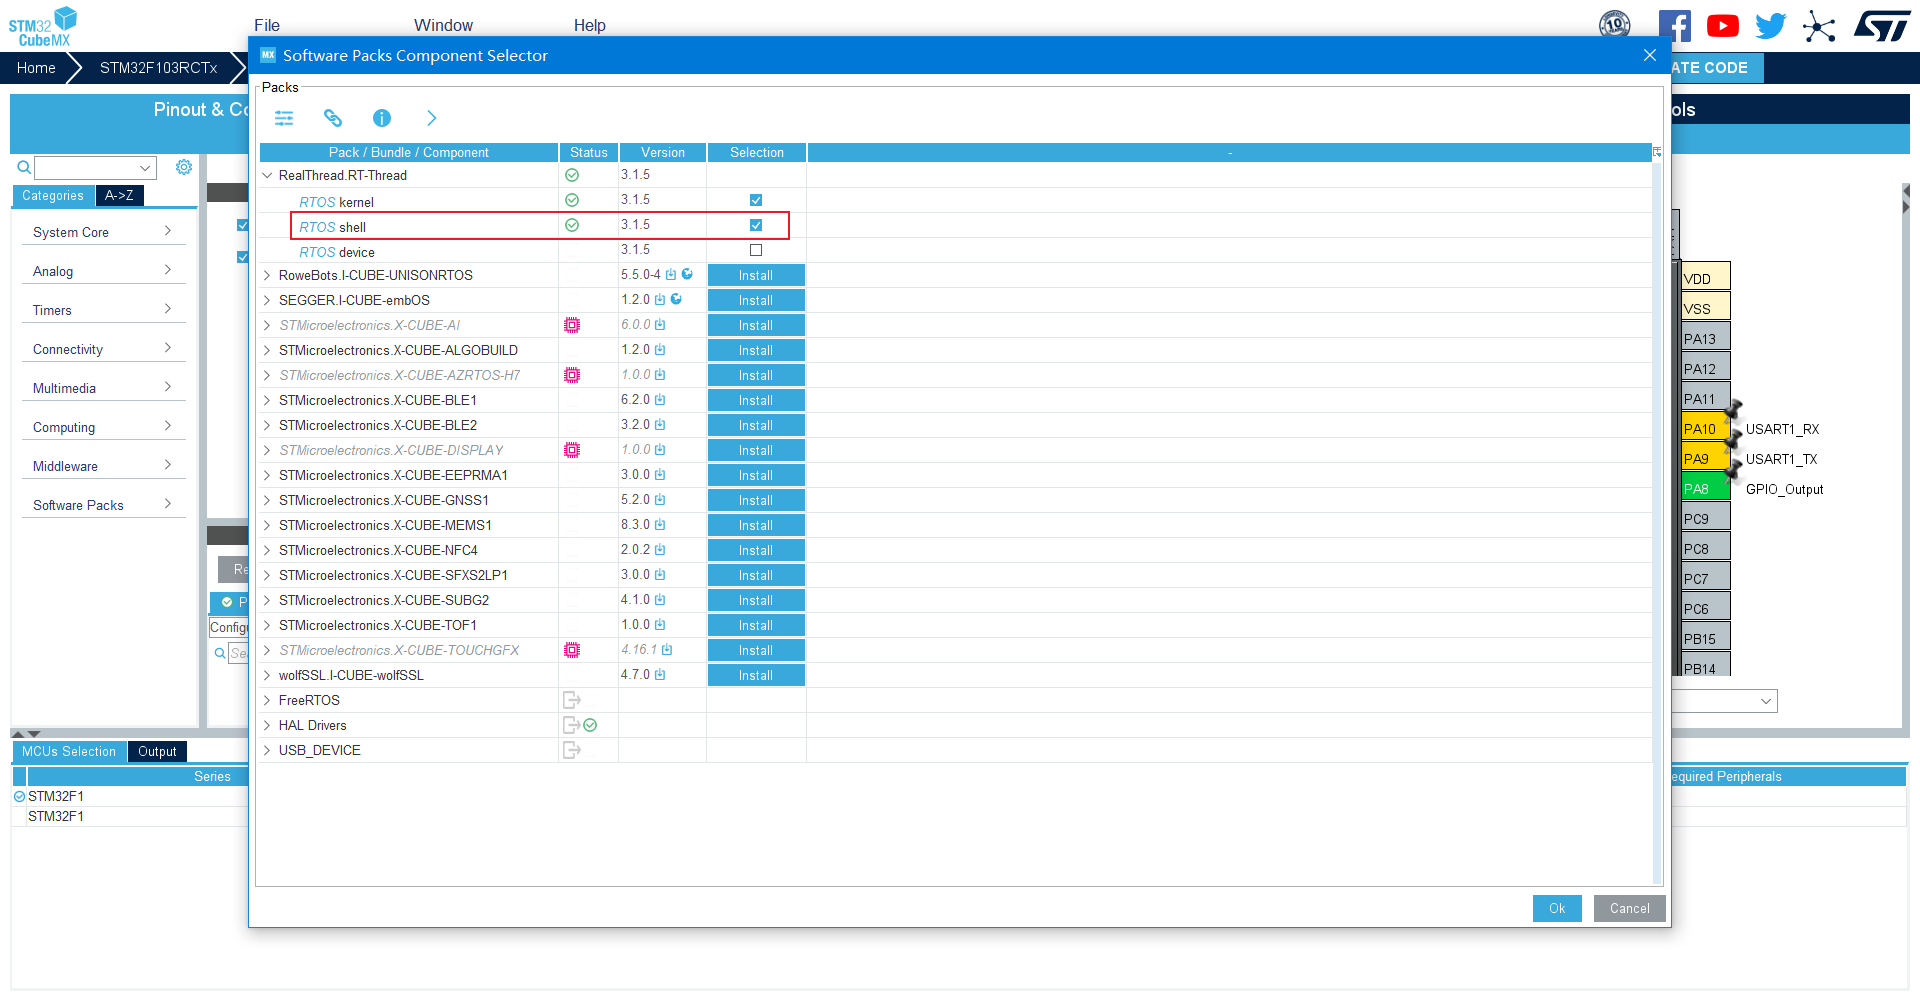 STM32
CubeMX
File Window Help
10
Home STM32F103RCTx
MX Software Packs Component Selector
ATE CODE
Pinout & Co
ols
Packs
Pack / Bundle / Component Status Version Selection -
Categories A->Z
System Core
Analog
Timers
Connectivity
Multimedia
Computing
Middleware
Software Packs
RealThread.RT-Thread 3.1.5
RTOS kernel 3.1.5
RTOS shell 3.1.5
RTOS device 3.1.5
RoweBots.I-CUBE-UNISONRTOS 5.5.0-4 Install
SEGGER.I-CUBE-embOS 1.2.0 Install
STMicroelectronics.X-CUBE-AI 6.0.0 Install
STMicroelectronics.X-CUBE-ALGOBUILD 1.2.0 Install
STMicroelectronics.X-CUBE-AZRTOS-H7 1.0.0 Install
STMicroelectronics.X-CUBE-BLE1 6.2.0 Install
STMicroelectronics.X-CUBE-BLE2 3.2.0 Install
STMicroelectronics.X-CUBE-DISPLAY 1.0.0 Install
STMicroelectronics.X-CUBE-EEPRMA1 3.0.0 Install
STMicroelectronics.X-CUBE-GNSS1 5.2.0 Install
STMicroelectronics.X-CUBE-MEMS1 8.3.0 Install
STMicroelectronics.X-CUBE-NFC4 2.0.2 Install
STMicroelectronics.X-CUBE-SFXS2LP1 3.0.0 Install
STMicroelectronics.X-CUBE-SUBG2 4.1.0 Install
STMicroelectronics.X-CUBE-TOF1 1.0.0 Install
STMicroelectronics.X-CUBE-TOUCHGFX 4.16.1 Install
wolfSSL.I-CUBE-wolfSSL 4.7.0 Install
FreeRTOS
HAL Drivers
USB_DEVICE
Re
P
Configu
Sea
VDD
VSS
PA13
PA12
PA11
PA10 USART1_RX
PA9 USART1_TX
PA8 GPIO_Output
PC9
PC8
PC7
PC6
PB15
PB14
MCUs Selection Output
Series
equired Peripherals
STM32F1
STM32F1
Ok Cancel